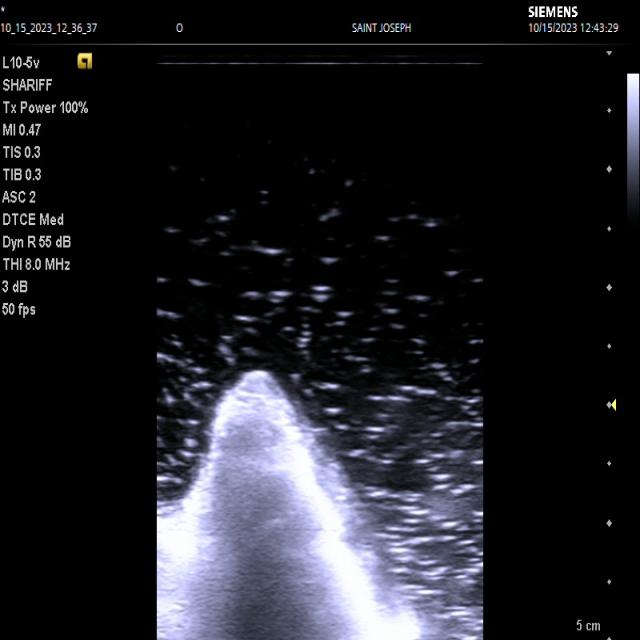 *
SIEMENS
10_15_2023_12_36_37 O SAINT JOSEPH 10/15/2023 12:43:29
L10-5v
SHARIFF
Tx Power 100%
MI 0.47
TIS 0.3
TIB 0.3
ASC 2
DTCE Med
Dyn R 55 dB
THI 8.0 MHz
3 dB
50 fps
5 cm